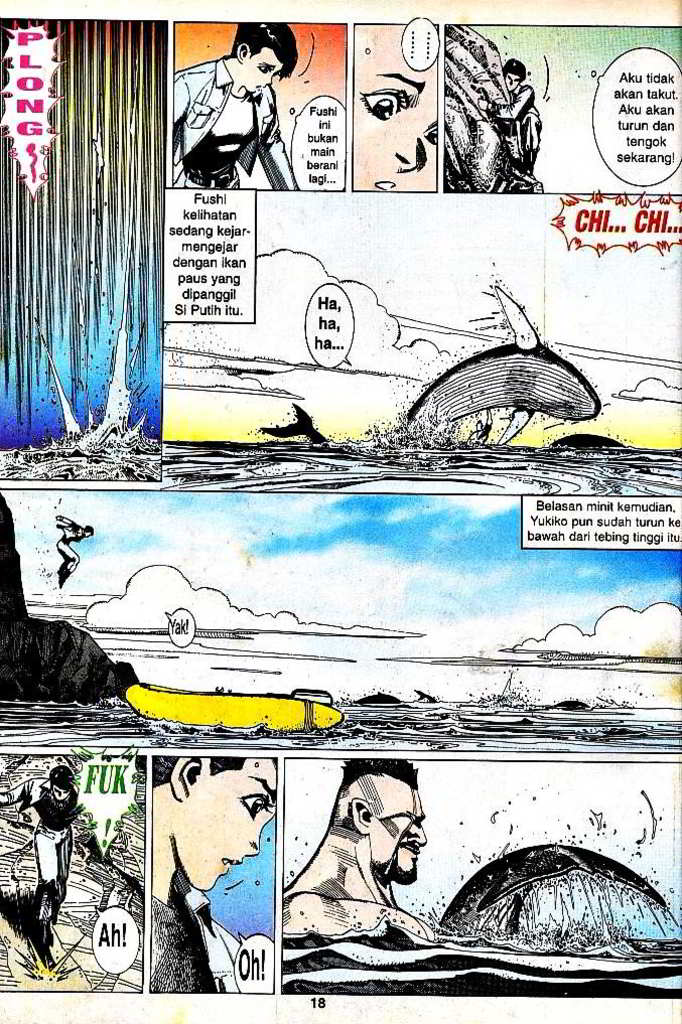 PLONG!
Fushi
ini
bukan
main
berani
lagi...
Aku tidak
akan takut.
Aku akan
turun dan
tengok
sekarang!
Fushi
kelihatan
sedang kejar-
mengejar
dengan ikan
paus yang
dipanggil
Si Putih itu.
Ha,
ha,
ha...
CHI... CHI...
Belasan minit kemudian,
Yukiko pun sudah turun ke
bawah dari tebing tinggi itu.
Yak!
FUK
!
Ah!
Oh!
18